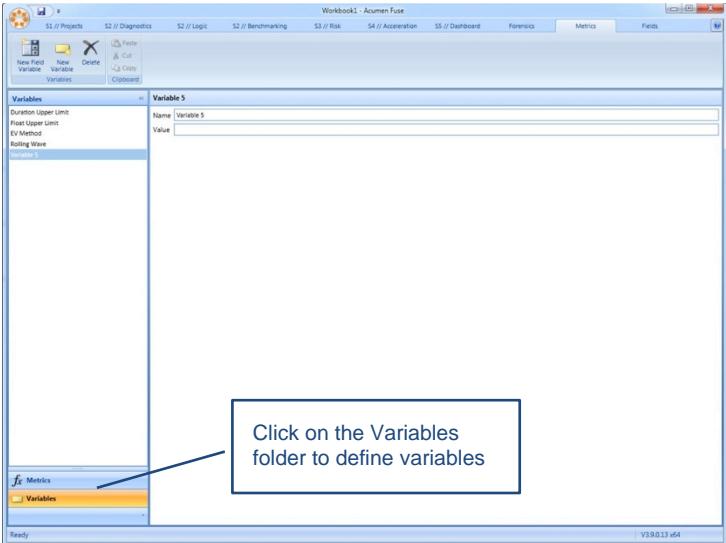 Workbook1 - Acumen Fuse
S1 // Projects S2 // Diagnostics S2 // Logic S2 // Benchmarking S3 // Risk S4 // Acceleration S5 // Dashboard Forensics Metrics Fields
New Field Variable
New Variable
Delete
Paste
Cut
Copy
Variables Clipboard
Variables
Duration Upper Limit
Float Upper Limit
EV Method
Rolling Wave
Variable 5
Variable 5
Name Variable 5
Value
Click on the Variables
folder to define variables
fx Metrics
Variables
Ready V3.9.0.13 x64